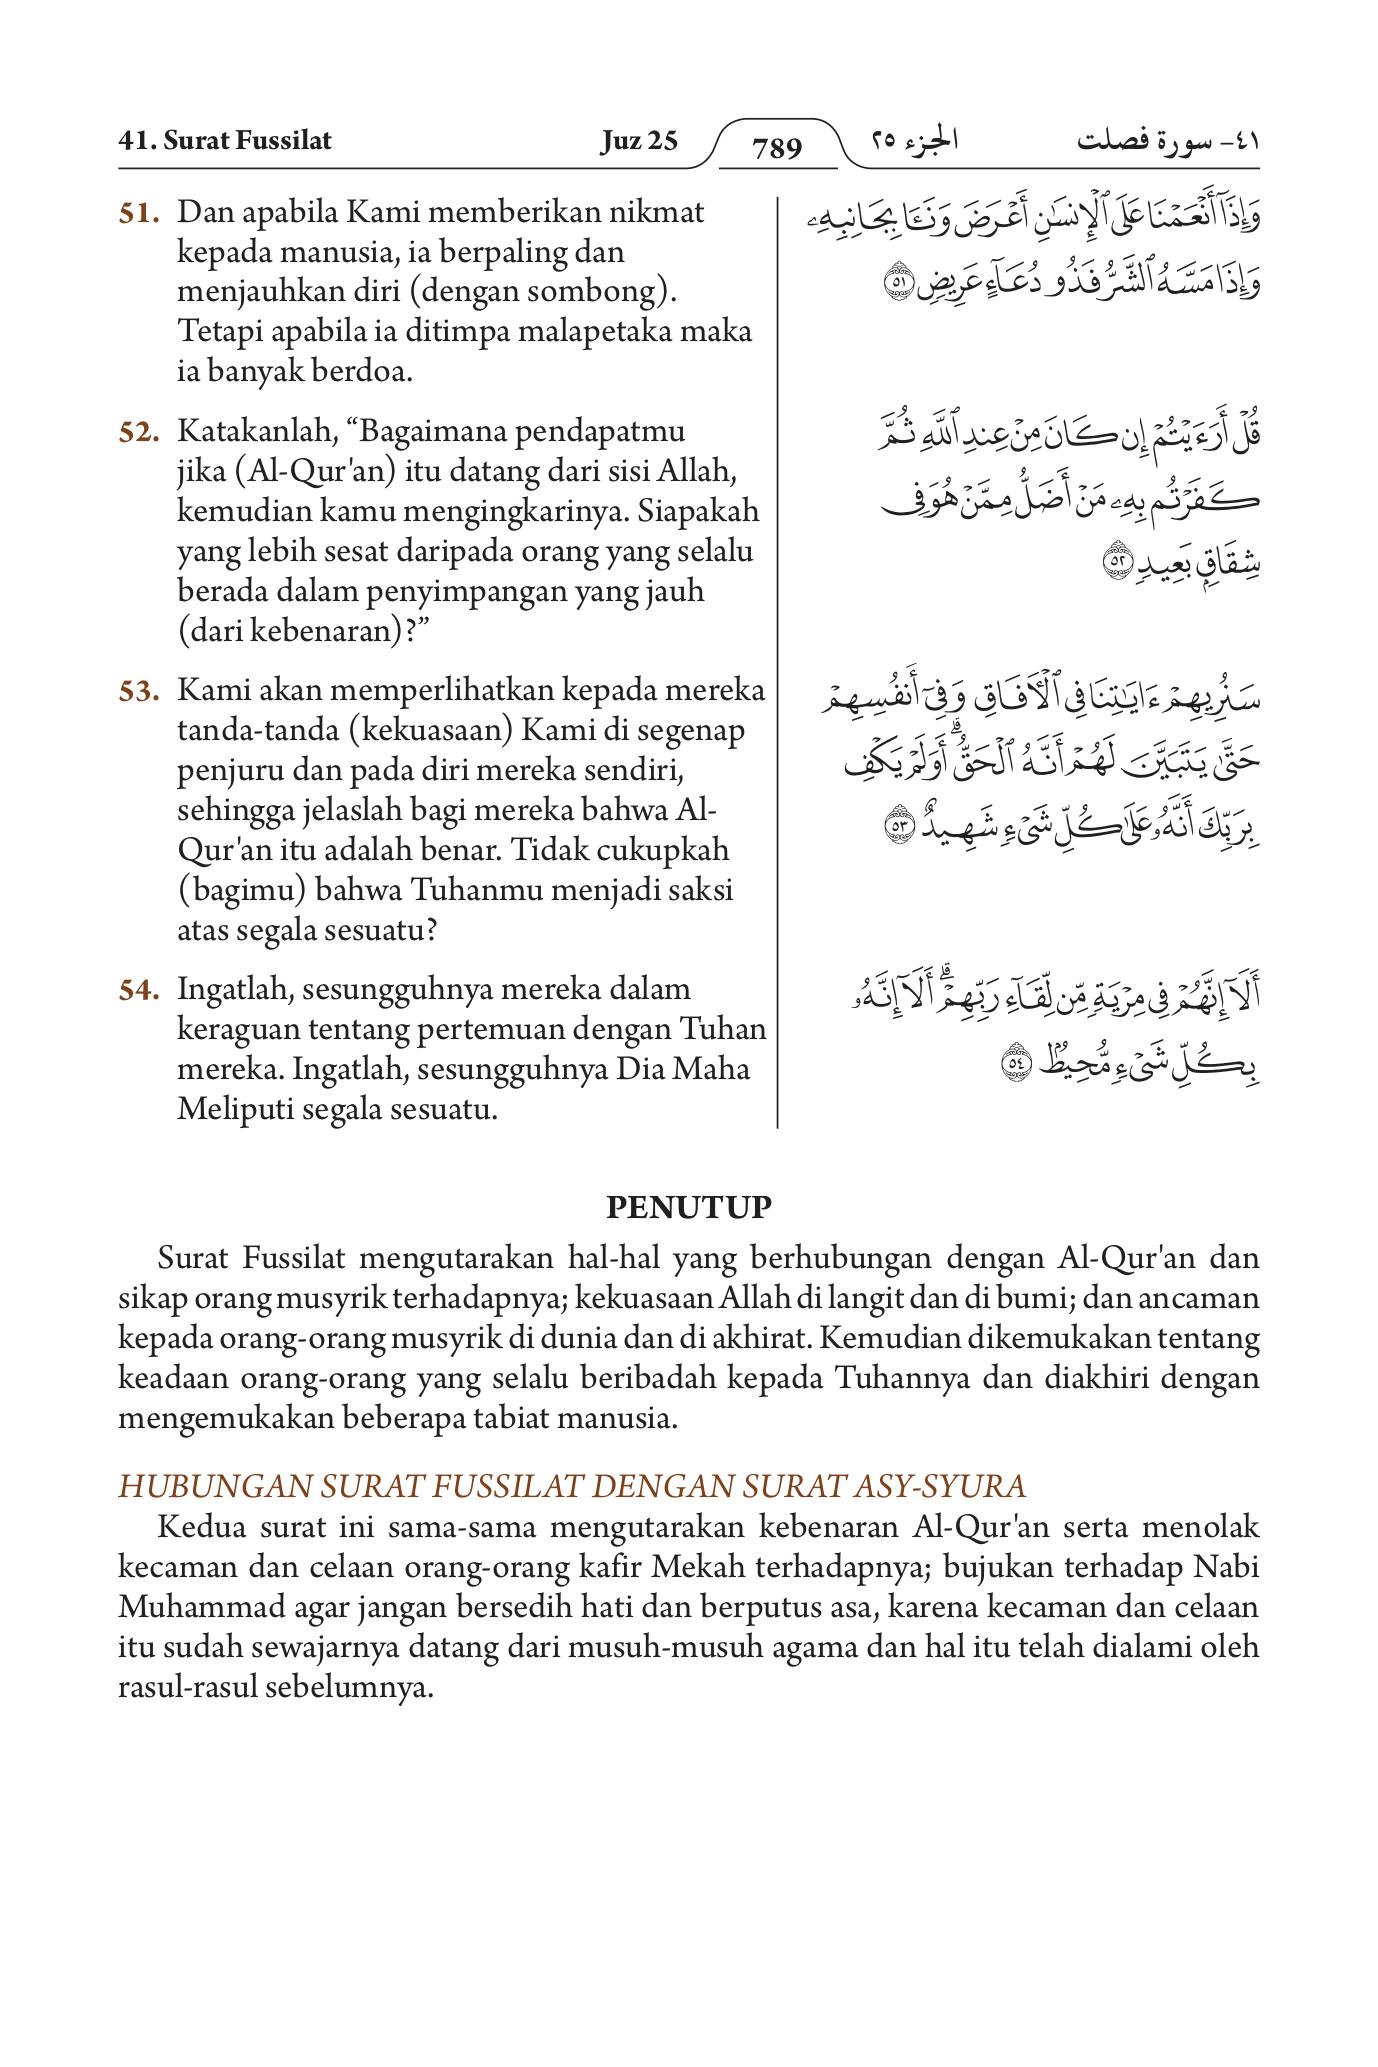 41. Surat Fussilat Juz 25 789 الجزء ٢٥ ٤١- سورة فصلت
51. Dan apabila Kami memberikan nikmat
kepada manusia, ia berpaling dan
menjauhkan diri (dengan sombong).
Tetapi apabila ia ditimpa malapetaka maka
ia banyak berdoa.
وَإِذَآ أَنْعَمْنَا عَلَى ٱلْإِنسَٰنِ أَعْرَضَ وَنَـَٔا بِجَانِبِهِۦ
وَإِذَا مَسَّهُ ٱلشَّرُّ فَذُو دُعَآءٍ عَرِيضٍ ٥١
52. Katakanlah, “Bagaimana pendapatmu
jika (Al-Qur'an) itu datang dari sisi Allah,
kemudian kamu mengingkarinya. Siapakah
yang lebih sesat daripada orang yang selalu
berada dalam penyimpangan yang jauh
(dari kebenaran)?”
قُلْ أَرَءَيْتُمْ إِن كَانَ مِنْ عِندِ ٱللَّهِ ثُمَّ
كَفَرْتُم بِهِۦ مَنْ أَضَلُّ مِمَّنْ هُوَ فِى
شِقَاقٍۭ بَعِيدٍ ٥٢
53. Kami akan memperlihatkan kepada mereka
tanda-tanda (kekuasaan) Kami di segenap
penjuru dan pada diri mereka sendiri,
sehingga jelaslah bagi mereka bahwa Al-
Qur'an itu adalah benar. Tidak cukupkah
(bagimu) bahwa Tuhanmu menjadi saksi
atas segala sesuatu?
سَنُرِيهِمْ ءَايَٰتِنَا فِى ٱلْءَافَاقِ وَفِىٓ أَنفُسِهِمْ
حَتَّىٰ يَتَبَيَّنَ لَهُمْ أَنَّهُ ٱلْحَقُّ ۗ أَوَلَمْ يَكْفِ
بِرَبِّكَ أَنَّهُۥ عَلَىٰ كُلِّ شَىْءٍ شَهِيدٌ ٥٣
54. Ingatlah, sesungguhnya mereka dalam
keraguan tentang pertemuan dengan Tuhan
mereka. Ingatlah, sesungguhnya Dia Maha
Meliputi segala sesuatu.
أَلَآ إِنَّهُمْ فِى مِرْيَةٍ مِّن لِّقَآءِ رَبِّهِمْ ۗ أَلَآ إِنَّهُۥ
بِكُلِّ شَىْءٍ مُّحِيطٌۢ ٥٤
PENUTUP
Surat Fussilat mengutarakan hal-hal yang berhubungan dengan Al-Qur'an dan
sikap orang musyrik terhadapnya; kekuasaan Allah di langit dan di bumi; dan ancaman
kepada orang-orang musyrik di dunia dan di akhirat. Kemudian dikemukakan tentang
keadaan orang-orang yang selalu beribadah kepada Tuhannya dan diakhiri dengan
mengemukakan beberapa tabiat manusia.
HUBUNGAN SURAT FUSSILAT DENGAN SURAT ASY-SYURA
Kedua surat ini sama-sama mengutarakan kebenaran Al-Qur'an serta menolak
kecaman dan celaan orang-orang kafir Mekah terhadapnya; bujukan terhadap Nabi
Muhammad agar jangan bersedih hati dan berputus asa, karena kecaman dan celaan
itu sudah sewajarnya datang dari musuh-musuh agama dan hal itu telah dialami oleh
rasul-rasul sebelumnya.